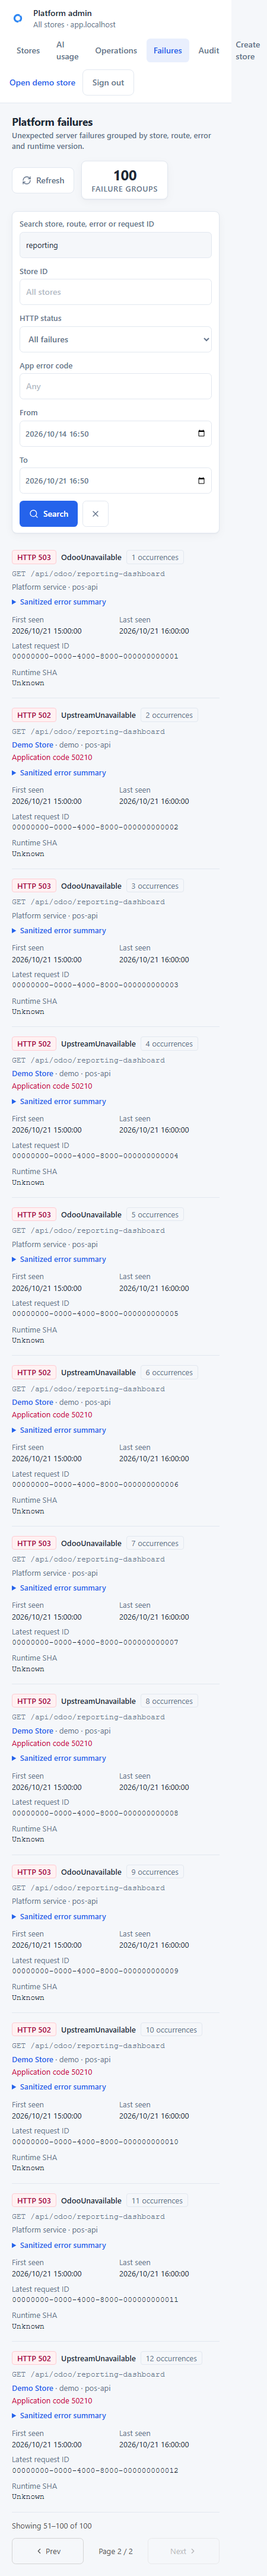 Platform admin
All stores · app.localhost
Stores
AI usage
Operations
Failures
Audit
Create store
Open demo store
Sign out
Platform failures
Unexpected server failures grouped by store, route, error and runtime version.
Refresh
100
FAILURE GROUPS
Search store, route, error or request ID
reporting
Store ID
All stores
HTTP status
All failures
App error code
Any
From
2026/10/14 16:50
To
2026/10/21 16:50
Search
HTTP 503 OdooUnavailable 1 occurrences
GET /api/odoo/reporting-dashboard
Platform service · pos-api
Sanitized error summary
First seen Last seen
2026/10/21 15:00:00 2026/10/21 16:00:00
Latest request ID
00000000-0000-4000-8000-000000000001
Runtime SHA
Unknown
HTTP 502 UpstreamUnavailable 2 occurrences
GET /api/odoo/reporting-dashboard
Demo Store · demo · pos-api
Application code 50210
Sanitized error summary
First seen Last seen
2026/10/21 15:00:00 2026/10/21 16:00:00
Latest request ID
00000000-0000-4000-8000-000000000002
Runtime SHA
Unknown
HTTP 503 OdooUnavailable 3 occurrences
GET /api/odoo/reporting-dashboard
Platform service · pos-api
Sanitized error summary
First seen Last seen
2026/10/21 15:00:00 2026/10/21 16:00:00
Latest request ID
00000000-0000-4000-8000-000000000003
Runtime SHA
Unknown
HTTP 502 UpstreamUnavailable 4 occurrences
GET /api/odoo/reporting-dashboard
Demo Store · demo · pos-api
Application code 50210
Sanitized error summary
First seen Last seen
2026/10/21 15:00:00 2026/10/21 16:00:00
Latest request ID
00000000-0000-4000-8000-000000000004
Runtime SHA
Unknown
HTTP 503 OdooUnavailable 5 occurrences
GET /api/odoo/reporting-dashboard
Platform service · pos-api
Sanitized error summary
First seen Last seen
2026/10/21 15:00:00 2026/10/21 16:00:00
Latest request ID
00000000-0000-4000-8000-000000000005
Runtime SHA
Unknown
HTTP 502 UpstreamUnavailable 6 occurrences
GET /api/odoo/reporting-dashboard
Demo Store · demo · pos-api
Application code 50210
Sanitized error summary
First seen Last seen
2026/10/21 15:00:00 2026/10/21 16:00:00
Latest request ID
00000000-0000-4000-8000-000000000006
Runtime SHA
Unknown
HTTP 503 OdooUnavailable 7 occurrences
GET /api/odoo/reporting-dashboard
Platform service · pos-api
Sanitized error summary
First seen Last seen
2026/10/21 15:00:00 2026/10/21 16:00:00
Latest request ID
00000000-0000-4000-8000-000000000007
Runtime SHA
Unknown
HTTP 502 UpstreamUnavailable 8 occurrences
GET /api/odoo/reporting-dashboard
Demo Store · demo · pos-api
Application code 50210
Sanitized error summary
First seen Last seen
2026/10/21 15:00:00 2026/10/21 16:00:00
Latest request ID
00000000-0000-4000-8000-000000000008
Runtime SHA
Unknown
HTTP 503 OdooUnavailable 9 occurrences
GET /api/odoo/reporting-dashboard
Platform service · pos-api
Sanitized error summary
First seen Last seen
2026/10/21 15:00:00 2026/10/21 16:00:00
Latest request ID
00000000-0000-4000-8000-000000000009
Runtime SHA
Unknown
HTTP 502 UpstreamUnavailable 10 occurrences
GET /api/odoo/reporting-dashboard
Demo Store · demo · pos-api
Application code 50210
Sanitized error summary
First seen Last seen
2026/10/21 15:00:00 2026/10/21 16:00:00
Latest request ID
00000000-0000-4000-8000-000000000010
Runtime SHA
Unknown
HTTP 503 OdooUnavailable 11 occurrences
GET /api/odoo/reporting-dashboard
Platform service · pos-api
Sanitized error summary
First seen Last seen
2026/10/21 15:00:00 2026/10/21 16:00:00
Latest request ID
00000000-0000-4000-8000-000000000011
Runtime SHA
Unknown
HTTP 502 UpstreamUnavailable 12 occurrences
GET /api/odoo/reporting-dashboard
Demo Store · demo · pos-api
Application code 50210
Sanitized error summary
First seen Last seen
2026/10/21 15:00:00 2026/10/21 16:00:00
Latest request ID
00000000-0000-4000-8000-000000000012
Runtime SHA
Unknown
Showing 51–100 of 100
Prev Page 2 / 2 Next